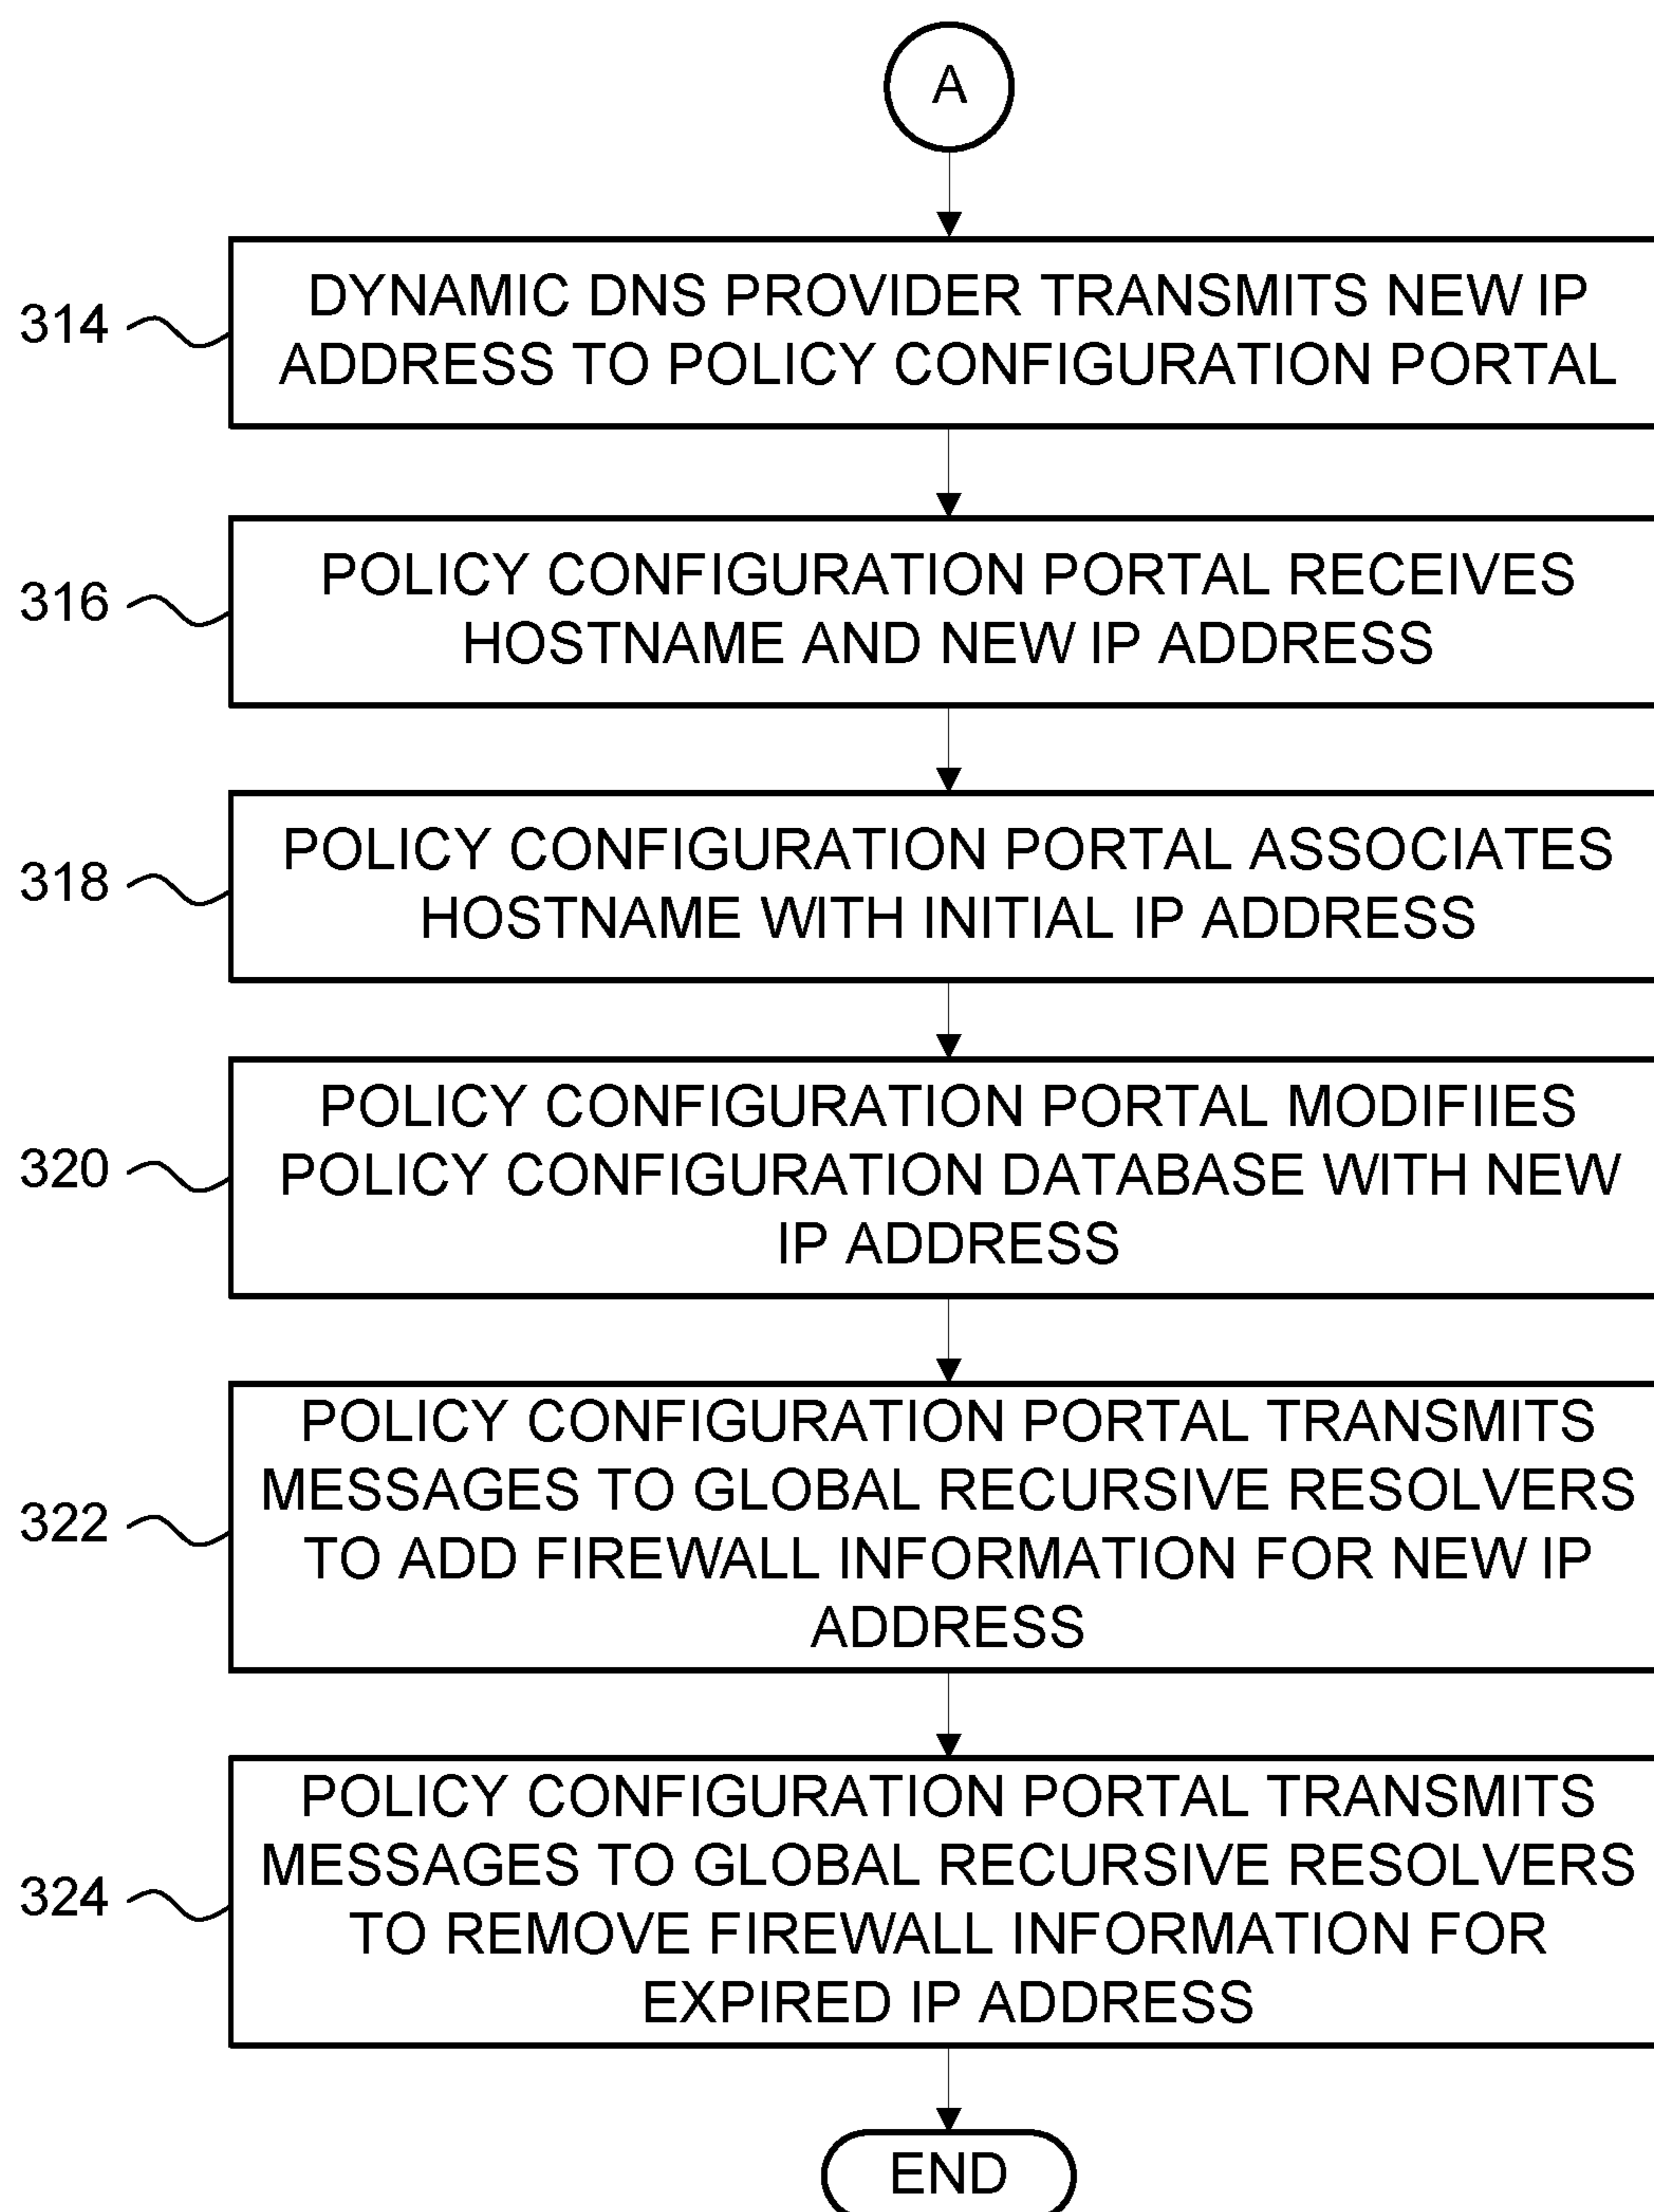 A
314
DYNAMIC DNS PROVIDER TRANSMITS NEW IP
ADDRESS TO POLICY CONFIGURATION PORTAL
316
POLICY CONFIGURATION PORTAL RECEIVES
HOSTNAME AND NEW IP ADDRESS
318
POLICY CONFIGURATION PORTAL ASSOCIATES
HOSTNAME WITH INITIAL IP ADDRESS
320
POLICY CONFIGURATION PORTAL MODIFIIES
POLICY CONFIGURATION DATABASE WITH NEW
IP ADDRESS
322
POLICY CONFIGURATION PORTAL TRANSMITS
MESSAGES TO GLOBAL RECURSIVE RESOLVERS
TO ADD FIREWALL INFORMATION FOR NEW IP
ADDRESS
324
POLICY CONFIGURATION PORTAL TRANSMITS
MESSAGES TO GLOBAL RECURSIVE RESOLVERS
TO REMOVE FIREWALL INFORMATION FOR
EXPIRED IP ADDRESS
END